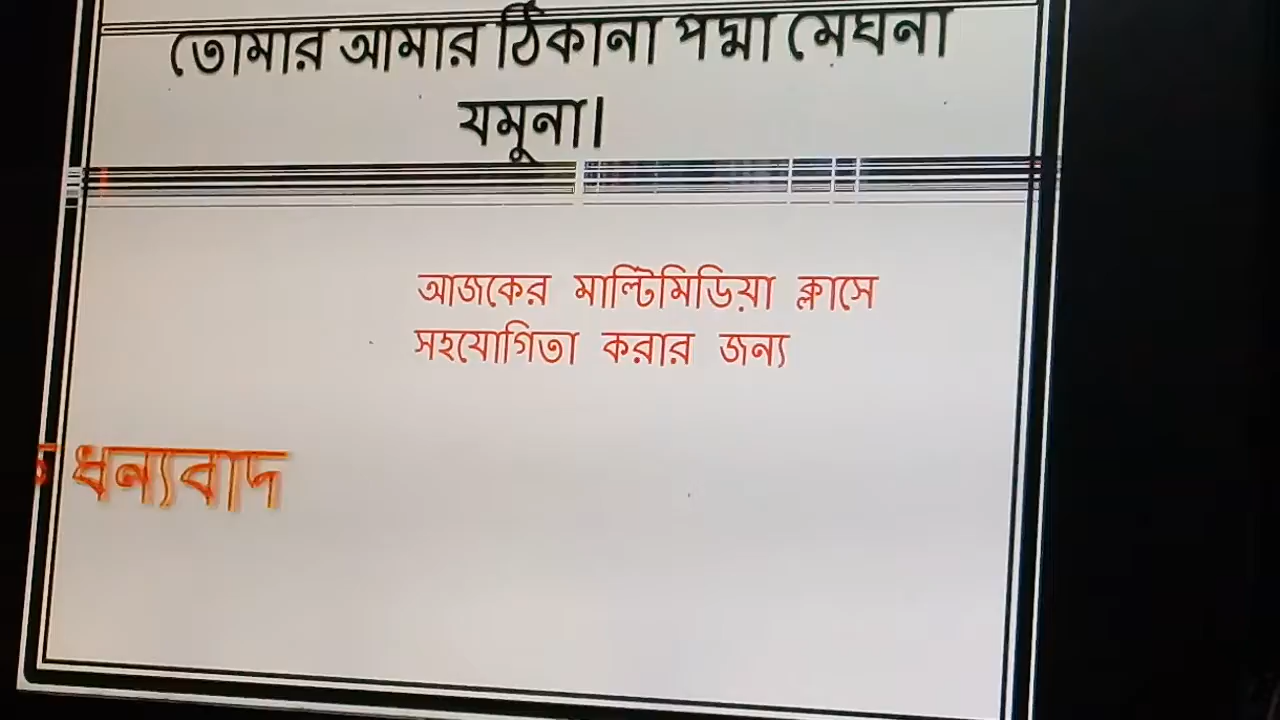 তোমার আমার ঠিকানা পদ্মা মেঘনা
যমুনা।
আজকের মাল্টিমিডিয়া ক্লাসে
সহযোগিতা করার জন্য
ধন্যবাদ